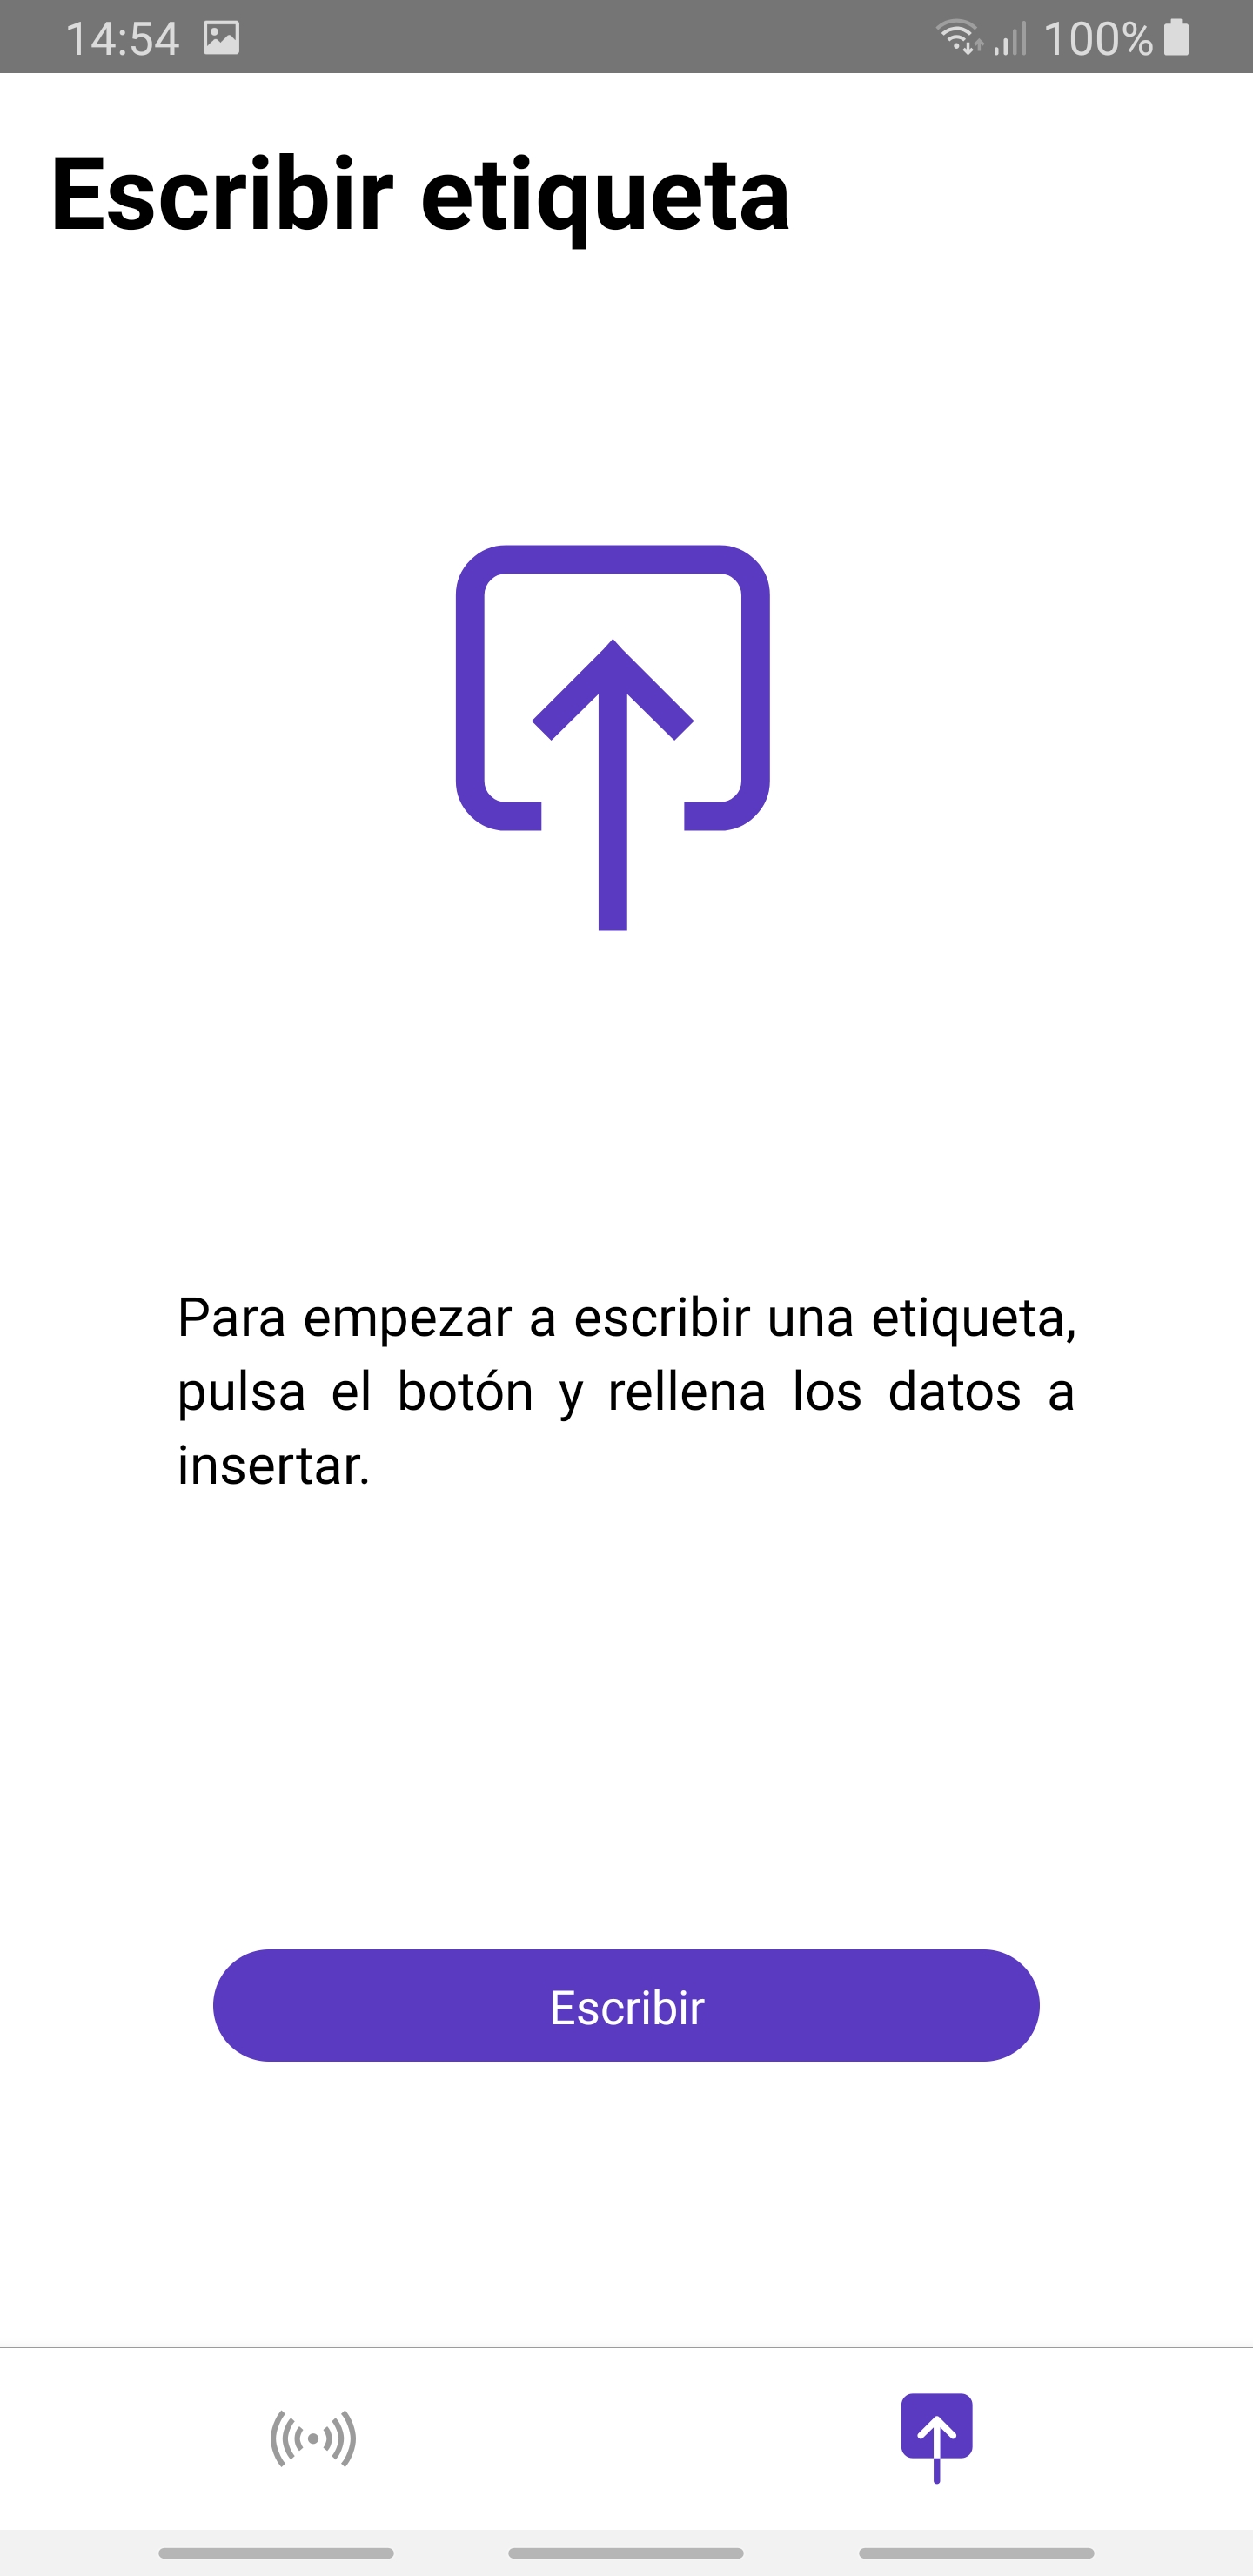 14:54 100%
Escribir etiqueta
Para empezar a escribir una etiqueta,
pulsa el botón y rellena los datos a
insertar.
Escribir